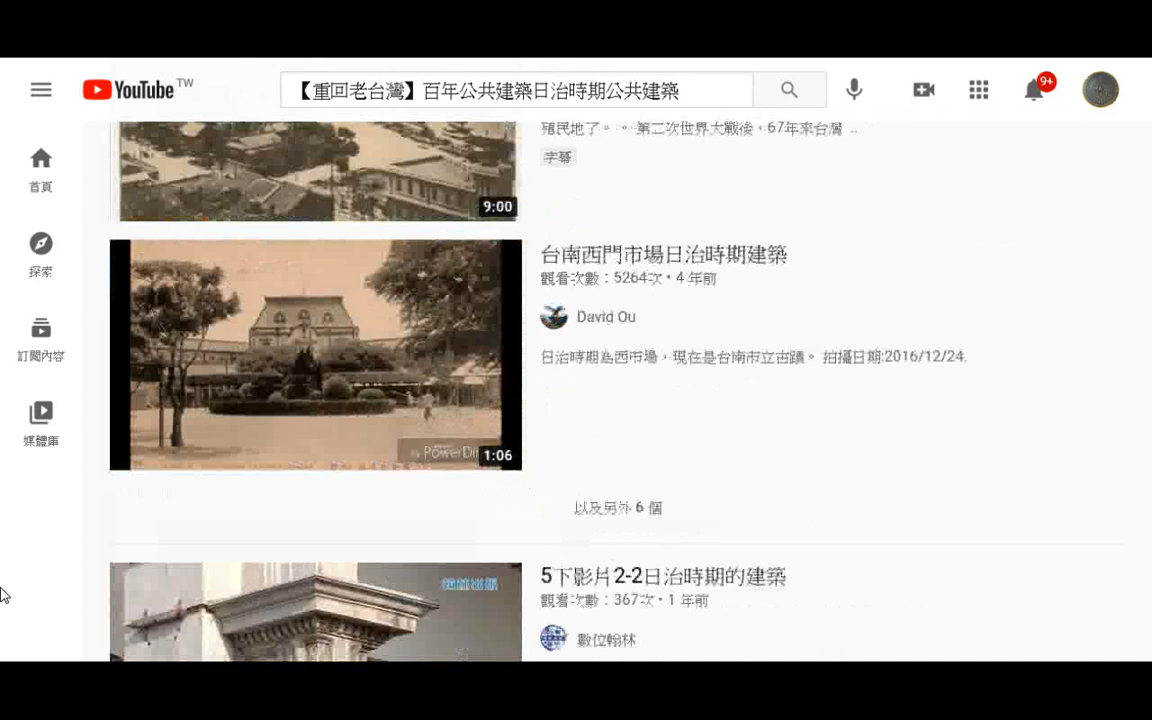 YouTube TW
【重回老台灣】百年公共建築日治時期公共建築
9+
殖民地了。。第二次世界大戰後，67年來台灣 ...
字幕
9:00
首頁
探索
訂閱內容
媒體庫
台南西門市場日治時期建築
觀看次數：5264次 • 4 年前
David Ou
日治時期為西市場，現在是台南市立古蹟。 拍攝日期:2016/12/24.
1:06
以及另外 6 個
5下影片2-2日治時期的建築
觀看次數：367次 • 1 年前
數位翰林